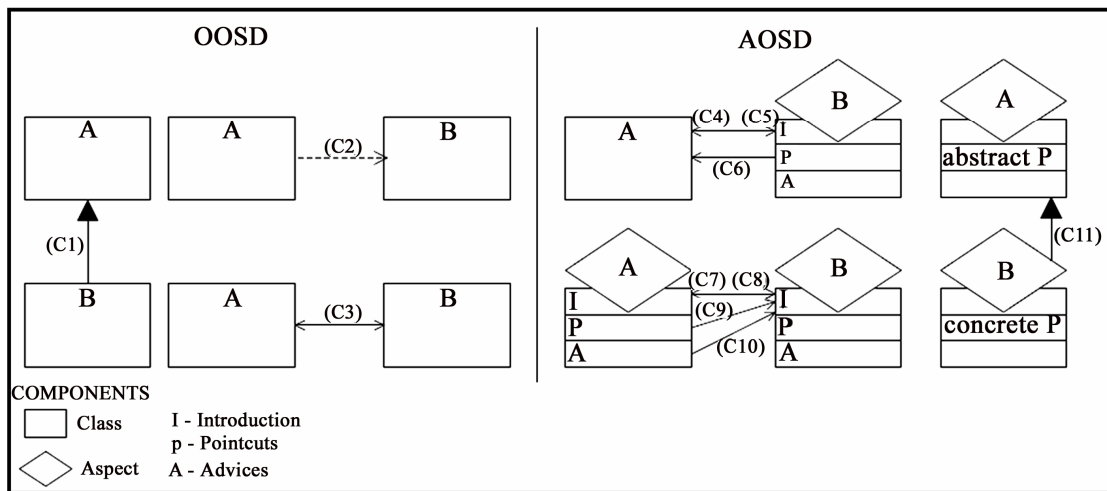 OOSD
AOSD
A
A
(C2)
B
(C1)
B
A
(C3)
B
A
(C4) (C5)
(C6)
B
I
P
A
A
abstract P
(C11)
A
I
P
A
(C7) (C8)
(C9)
(C10)
B
I
P
A
B
concrete P
COMPONENTS
Class
Aspect
I - Introduction
p - Pointcuts
A - Advices